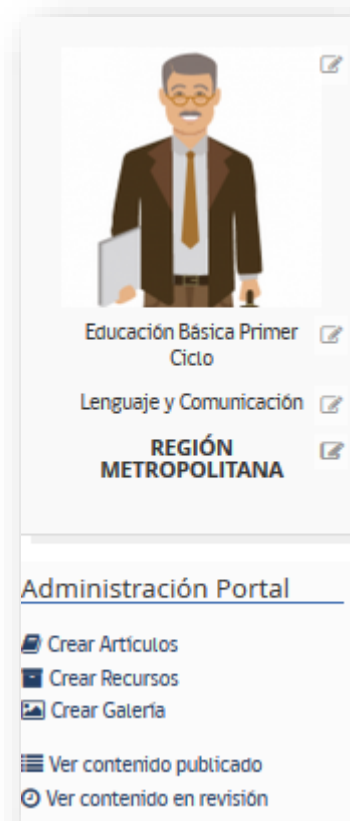 Educación Básica Primer
Ciclo
Lenguaje y Comunicación
REGIÓN
METROPOLITANA
Administración Portal
Crear Artículos
Crear Recursos
Crear Galería
Ver contenido publicado
Ver contenido en revisión